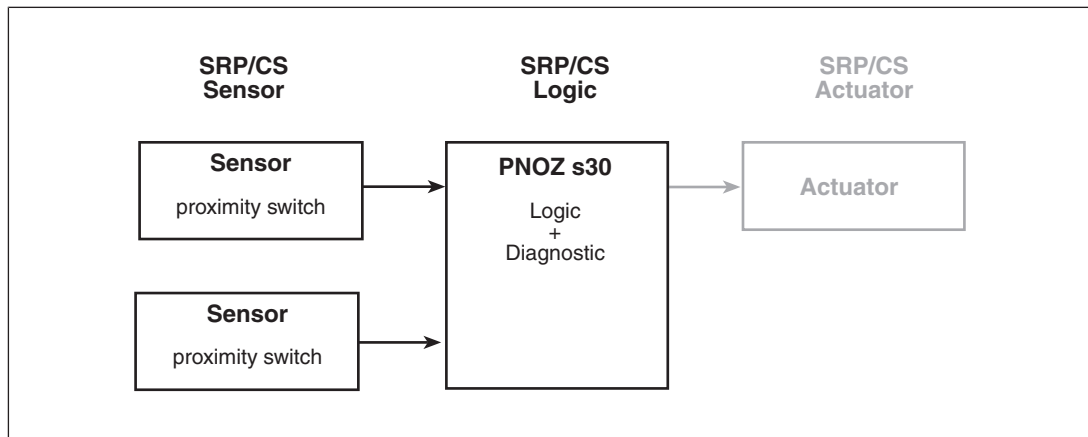 SRP/CS
Sensor
SRP/CS
Logic
SRP/CS
Actuator
Sensor
proximity switch
PNOZ s30
Logic
+
Diagnostic
Actuator
Sensor
proximity switch